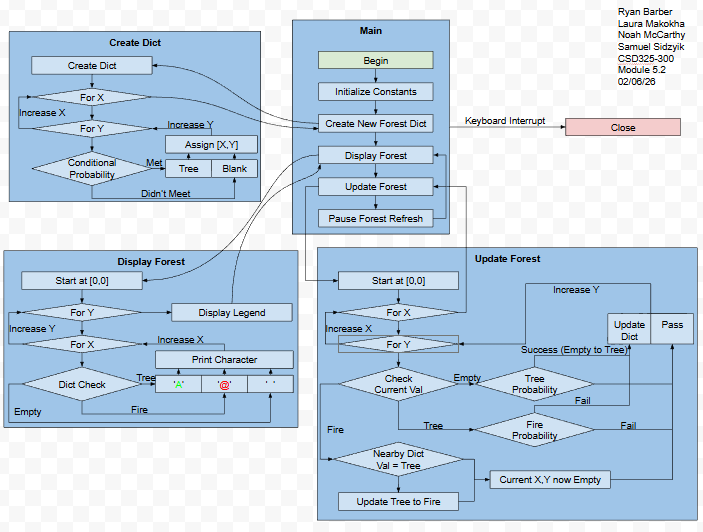 Ryan Barber
Laura Makokha
Noah McCarthy
Samuel Sidzyik
CSD325-300
Module 5.2
02/06/26
Main
Begin
Initialize Constants
Create New Forest Dict
Display Forest
Update Forest
Pause Forest Refresh
Keyboard Interrupt
Close
Create Dict
Create Dict
For X
Increase X
For Y
Increase Y
Assign [X,Y]
Conditional
Probability
Met
Tree
Blank
Didn't Meet
Display Forest
Start at [0,0]
For Y
Display Legend
Increase Y
For X
Increase X
Print Character
Dict Check
Tree
'A'
'@'
' '
Empty
Fire
Update Forest
Start at [0,0]
Increase Y
For X
Increase X
For Y
Update
Dict
Pass
Success (Empty to Tree)
Check
Current Val
Empty
Tree
Probability
Fail
Tree
Fire
Probability
Fail
Fire
Nearby Dict
Val = Tree
Current X,Y now Empty
Update Tree to Fire